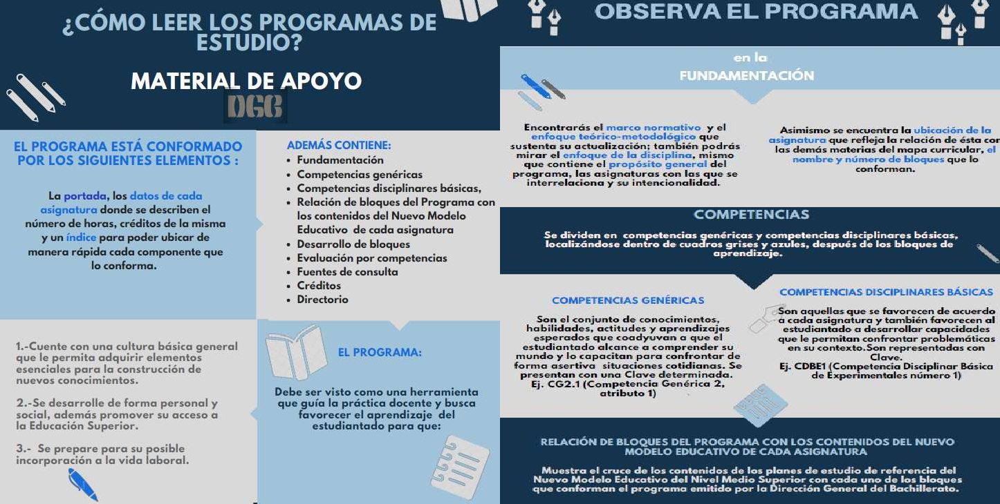 ¿CÓMO LEER LOS PROGRAMAS DE
ESTUDIO?
MATERIAL DE APOYO
DGB
EL PROGRAMA ESTÁ CONFORMADO
POR LOS SIGUIENTES ELEMENTOS :
La portada, los datos de cada
asignatura donde se describen el
número de horas, créditos de la misma
y un índice para poder ubicar de
manera rápida cada componente que
lo conforma.
ADEMÁS CONTIENE:
• Fundamentación
• Competencias genéricas
• Competencias disciplinares básicas,
• Relación de bloques del Programa con
los contenidos del Nuevo Modelo
Educativo de cada asignatura
• Desarrollo de bloques
• Evaluación por competencias
• Fuentes de consulta
• Créditos
• Directorio
EL PROGRAMA:
Debe ser visto como una herramienta
que guía la práctica docente y busca
favorecer el aprendizaje del
estudiantado para que:
1.-Cuente con una cultura básica general
que le permita adquirir elementos
esenciales para la construcción de
nuevos conocimientos.
2.-Se desarrolle de forma personal y
social, además promover su acceso a
la Educación Superior.
3.- Se prepare para su posible
incorporación a la vida laboral.
OBSERVA EL PROGRAMA
en la
FUNDAMENTACIÓN
Encontrarás el marco normativo y el
enfoque teórico-metodológico que
sustenta su actualización; también podrás
mirar el enfoque de la disciplina, mismo
que contiene el propósito general del
programa, las asignaturas con las que se
interrelaciona y su intencionalidad.
Asimismo se encuentra la ubicación de la
asignatura que refleja la relación de ésta con
las demás materias del mapa curricular, el
nombre y número de bloques que lo
conforman.
COMPETENCIAS
Se dividen en competencias genéricas y competencias disciplinares básicas,
localizándose dentro de cuadros grises y azules, después de los bloques de
aprendizaje.
COMPETENCIAS GENÉRICAS
Son el conjunto de conocimientos,
habilidades, actitudes y aprendizajes
esperados que coadyuvan a que el
estudiantado alcance a comprender su
mundo y lo capacitan para confrontar de
forma asertiva situciones cotidianas. Se
presentan con una Clave determinada.
Ej. CG2.1 (Competencia Genérica 2,
atributo 1)
COMPETENCIAS DISCIPLINARES BÁSICAS
Son aquellas que se favorecen de acuerdo
a cada asignatura y también favorecen al
estudiantado a desarrollar capacidades
que le permitan confrontar problemáticas
en su contexto.Son representadas con
Clave.
Ej. CDBE1 (Competencia Disciplinar Básica
de Experimentales número 1)
RELACIÓN DE BLOQUES DEL PROGRAMA CON LOS CONTENIDOS DEL NUEVO
MODELO EDUCATIVO DE CADA ASIGNATURA
Muestra el cruce de los contenidos de los planes de estudio de referencia del
Nuevo Modelo Educativo del Nivel Medio Superior con cada uno de los bloques
que conforman el programa emitido por la Dirección General del Bachillerato.